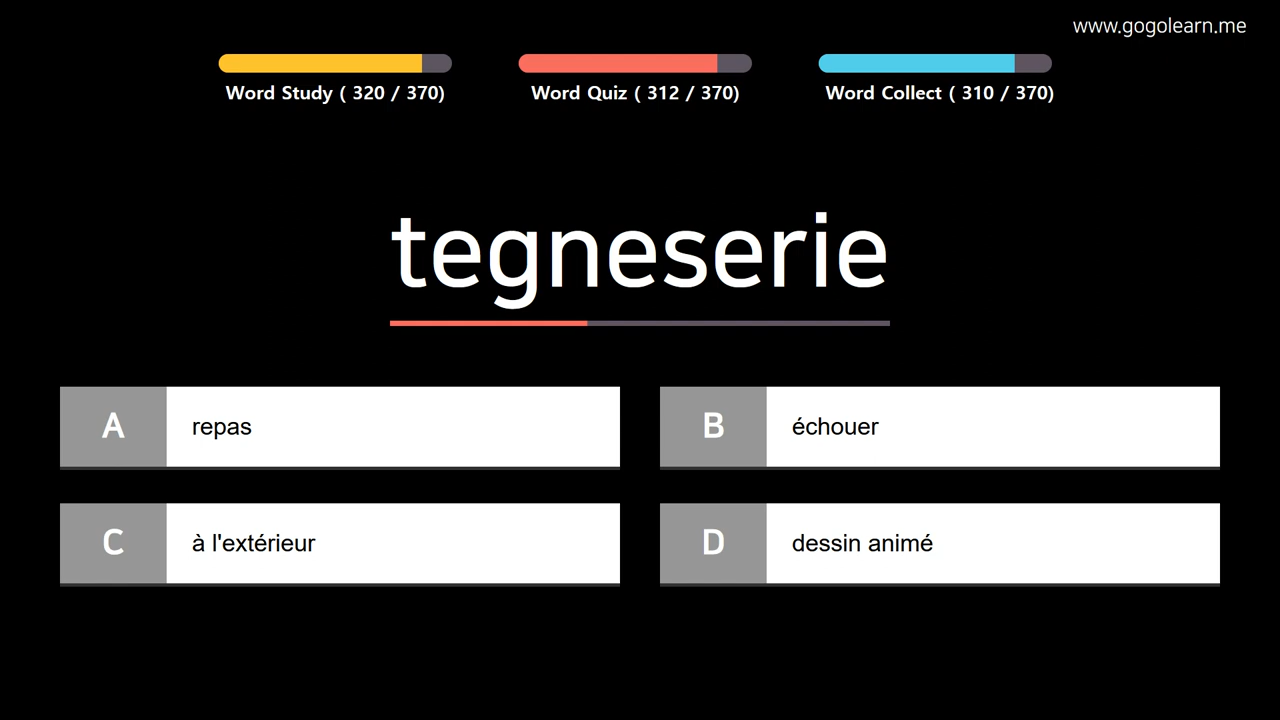 www.gogolearn.me
Word Study ( 320 / 370)
Word Quiz ( 312 / 370)
Word Collect ( 310 / 370)
tegneserie
A repas
B échouer
C à l'extérieur
D dessin animé